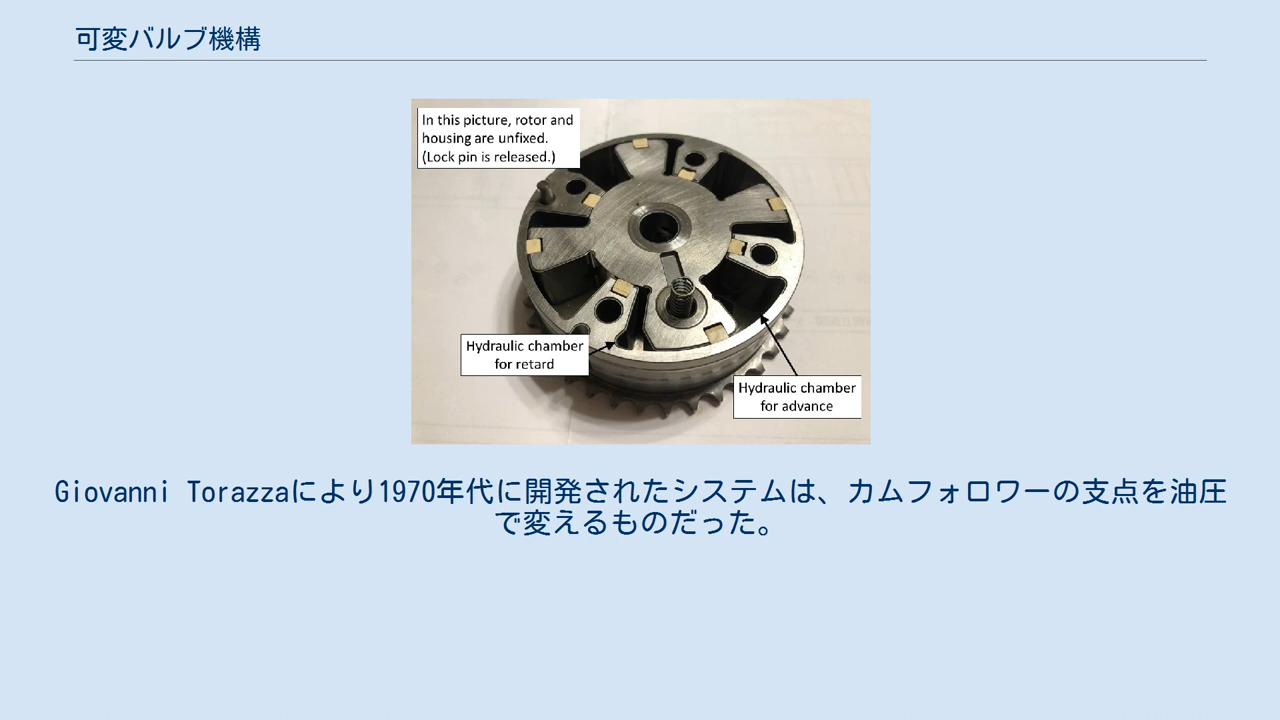 可変バルブ機構
In this picture, rotor and
housing are unfixed.
(Lock pin is released.)
Hydraulic chamber
for retard
Hydraulic chamber
for advance
Giovanni Torazzaにより1970年代に開発されたシステムは、カムフォロワーの支点を油圧
で変えるものだった。